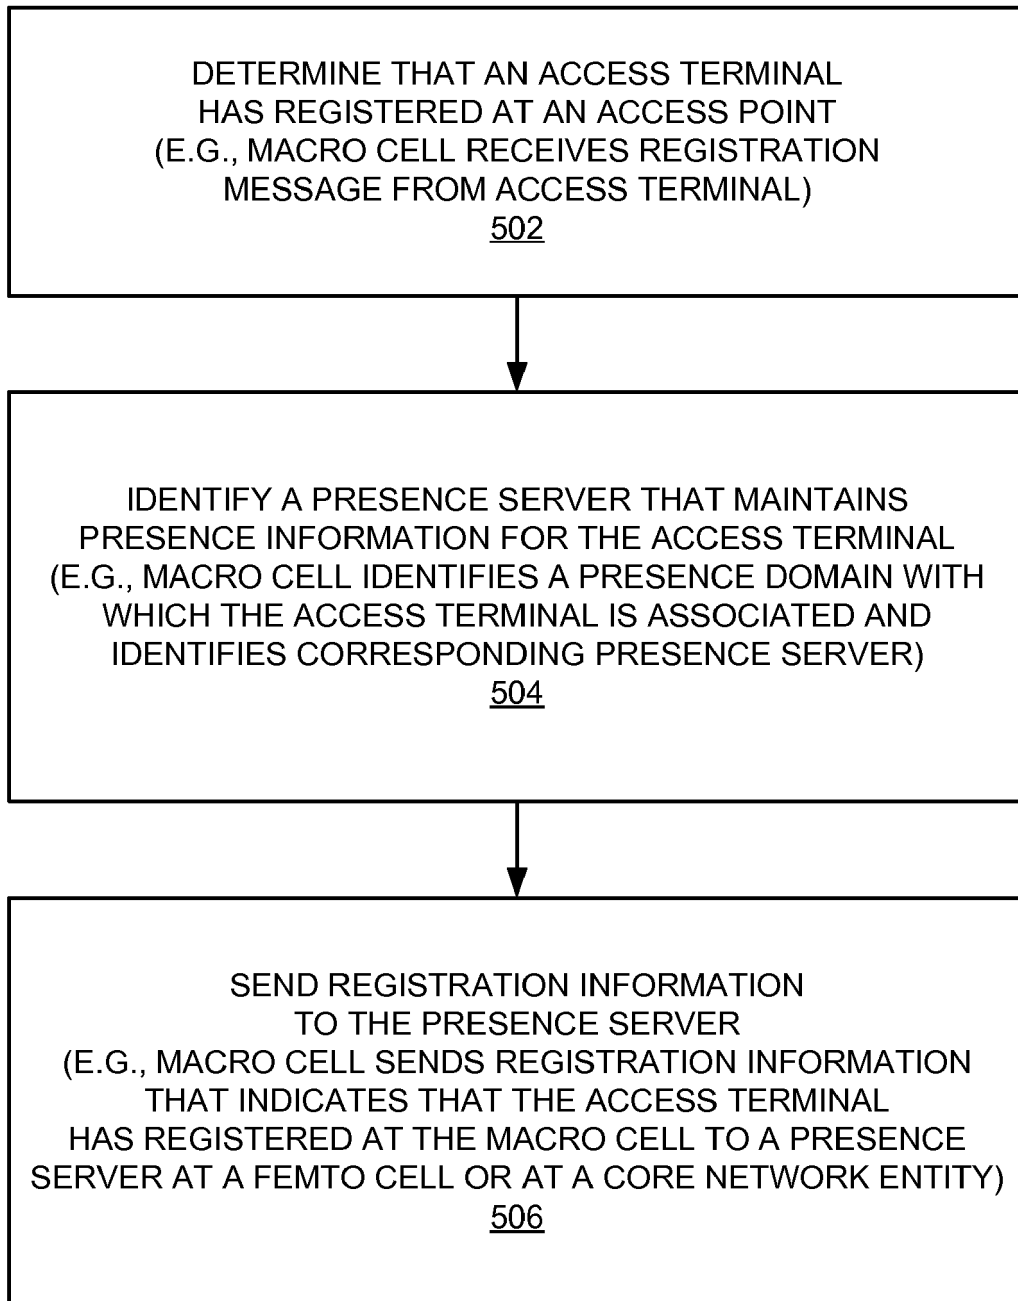 DETERMINE THAT AN ACCESS TERMINAL
HAS REGISTERED AT AN ACCESS POINT
(E.G., MACRO CELL RECEIVES REGISTRATION
MESSAGE FROM ACCESS TERMINAL)
502
IDENTIFY A PRESENCE SERVER THAT MAINTAINS
PRESENCE INFORMATION FOR THE ACCESS TERMINAL
(E.G., MACRO CELL IDENTIFIES A PRESENCE DOMAIN WITH
WHICH THE ACCESS TERMINAL IS ASSOCIATED AND
IDENTIFIES CORRESPONDING PRESENCE SERVER)
504
SEND REGISTRATION INFORMATION
TO THE PRESENCE SERVER
(E.G., MACRO CELL SENDS REGISTRATION INFORMATION
THAT INDICATES THAT THE ACCESS TERMINAL
HAS REGISTERED AT THE MACRO CELL TO A PRESENCE
SERVER AT A FEMTO CELL OR AT A CORE NETWORK ENTITY)
506